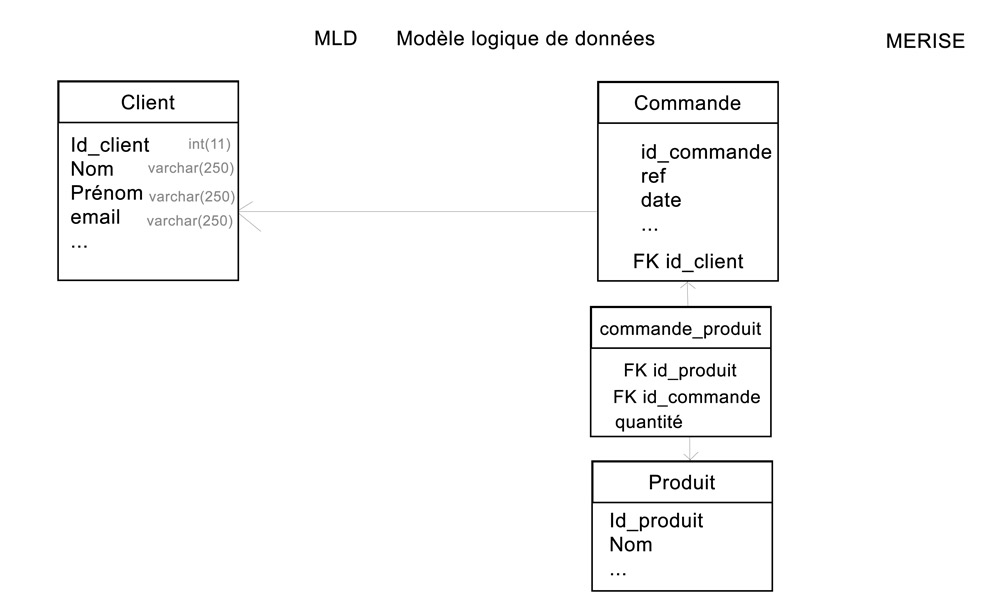 MLD Modèle logique de données
MERISE
Client
Id_client int(11)
Nom varchar(250)
Prénom varchar(250)
email varchar(250)
...
Commande
id_commande
ref
date
...
FK id_client
commande_produit
FK id_produit
FK id_commande
quantité
Produit
Id_produit
Nom
...